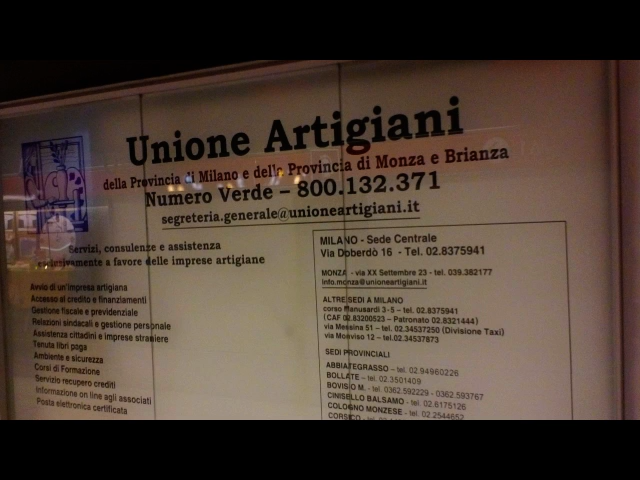 Unione Artigiani
della Provincia di Milano e della Provincia di Monza e Brianza
Numero Verde - 800.132.371
segreteria.generale@unioneartigiani.it
Servizi, consulenze e assistenza
esclusivamente a favore delle imprese artigiane
Avvio di un'impresa artigiana
Accesso al credito e finanziamenti
Gestione fiscale e previdenziale
Relazioni sindacali e gestione personale
Assistenza cittadini e imprese straniere
Tenuta libri paga
Ambiente e sicurezza
Corsi di Formazione
Servizio recupero crediti
Informazione on line agli associati
Posta elettronica certificata
MILANO - Sede Centrale
Via Doberdò 16 - Tel. 02.8375941
MONZA - via XX Settembre 23 - tel. 039.382177
info.monza@unioneartigiani.it
ALTRE SEDI A MILANO
corso Manusardi 3-5 - tel. 02.8375941
(CAF 02.83200523 - Patronato 02.8321444)
via Messina 51 - tel. 02.34537250 (Divisione Taxi)
via Monviso 12 - tel. 02.34537873
SEDI PROVINCIALI
ABBIATEGRASSO - tel. 02.94960226
BOLLATE - tel. 02.3501409
BOVISIO M. - tel. 0362.592229 - 0362.593767
CINISELLO BALSAMO - tel. 02.6175126
COLOGNO MONZESE - tel. 02.2544652
CORSICO